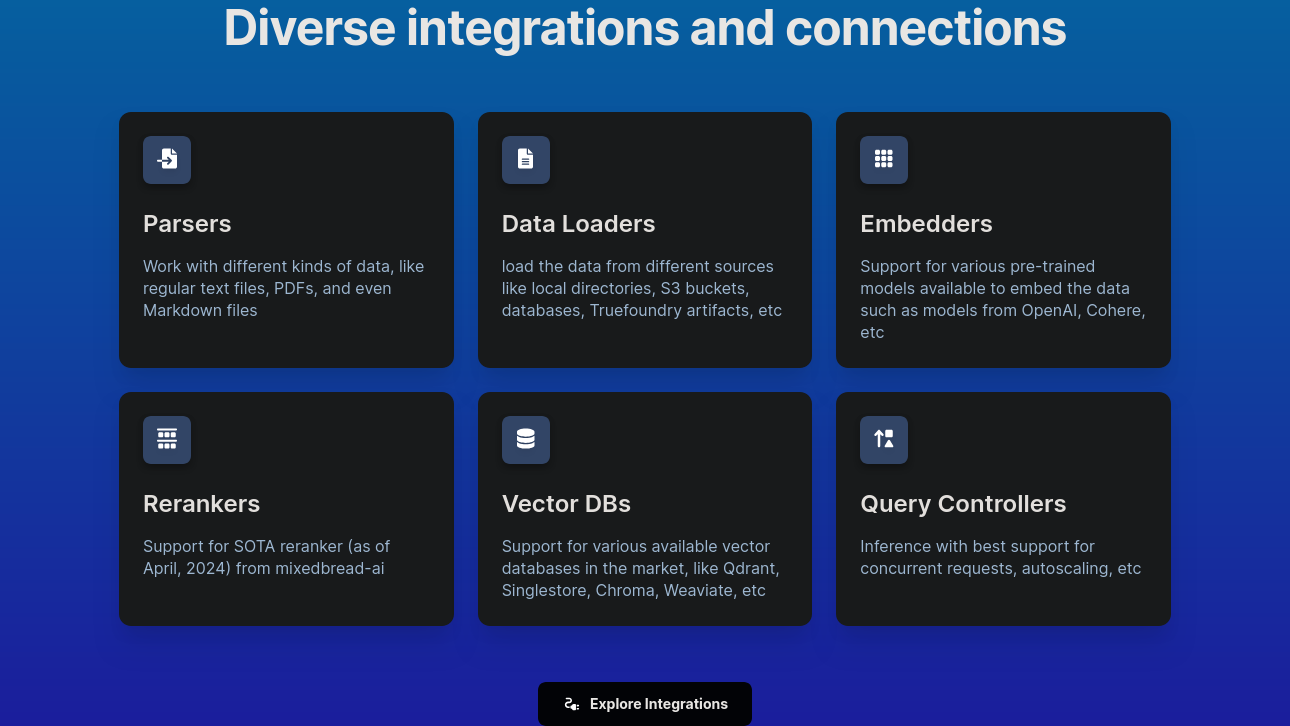 Diverse integrations and connections
Parsers
Work with different kinds of data, like
regular text files, PDFs, and even
Markdown files
Data Loaders
load the data from different sources
like local directories, S3 buckets,
databases, Truefoundry artifacts, etc
Embedders
Support for various pre-trained
models available to embed the data
such as models from OpenAI, Cohere,
etc
Rerankers
Support for SOTA reranker (as of
April, 2024) from mixedbread-ai
Vector DBs
Support for various available vector
databases in the market, like Qdrant,
Singlestore, Chroma, Weaviate, etc
Query Controllers
Inference with best support for
concurrent requests, autoscaling, etc
Explore Integrations